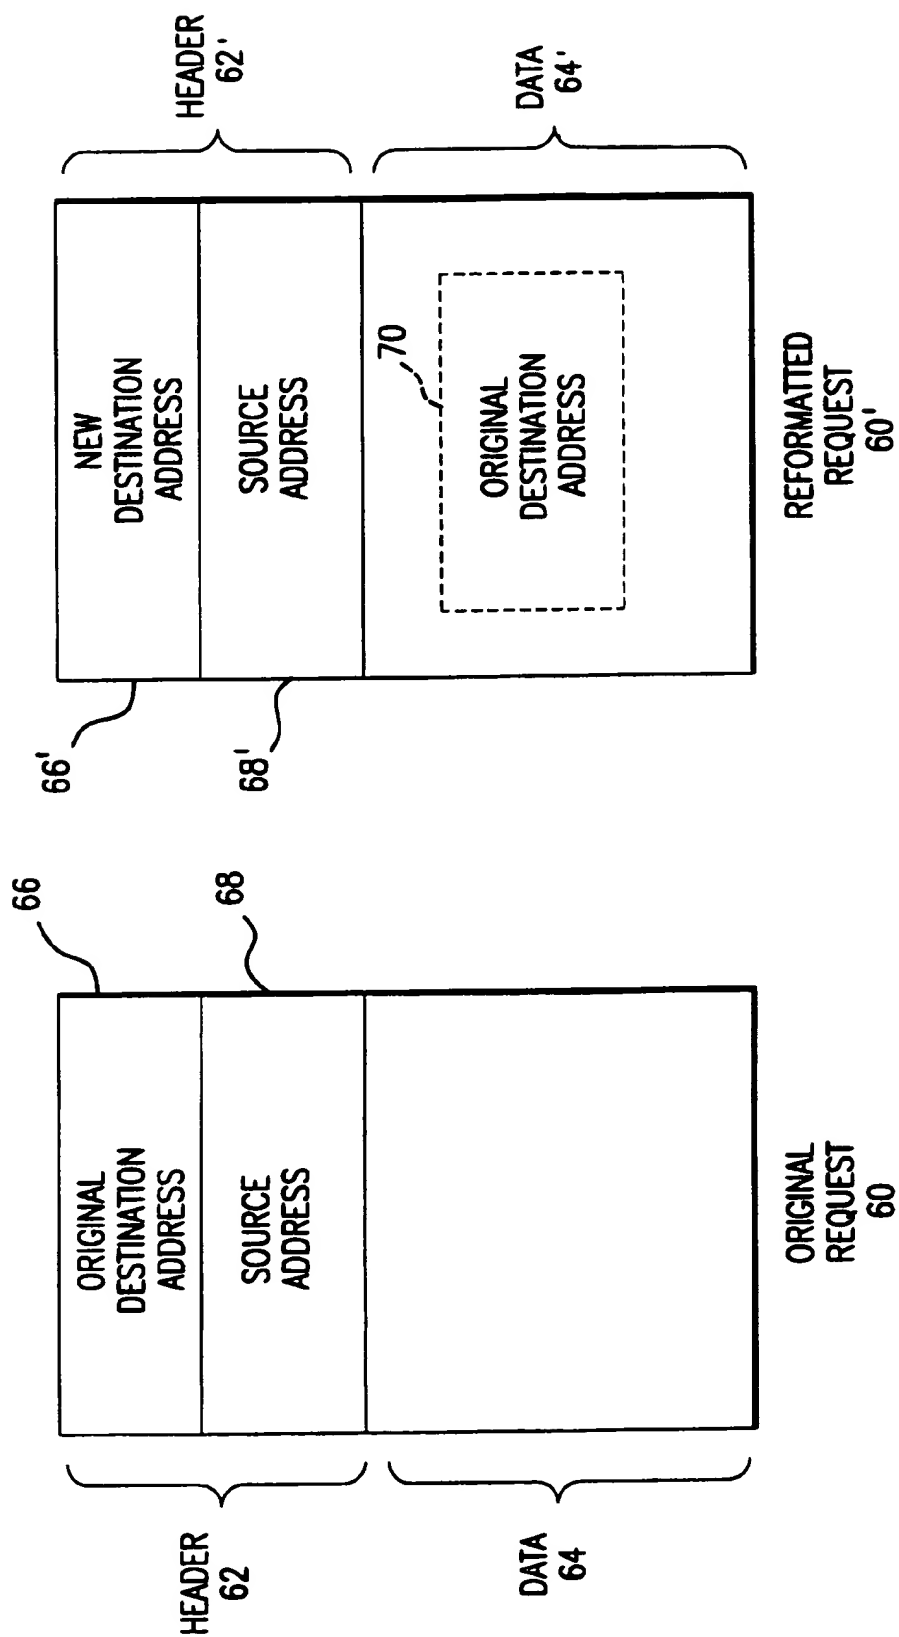 66
ORIGINAL
DESTINATION
ADDRESS
SOURCE
ADDRESS
68
HEADER
62
DATA
64
ORIGINAL
REQUEST
60
NEW
DESTINATION
ADDRESS
SOURCE
ADDRESS
66'
68'
70
ORIGINAL
DESTINATION
ADDRESS
HEADER
62'
DATA
64'
REFORMATTED
REQUEST
60'